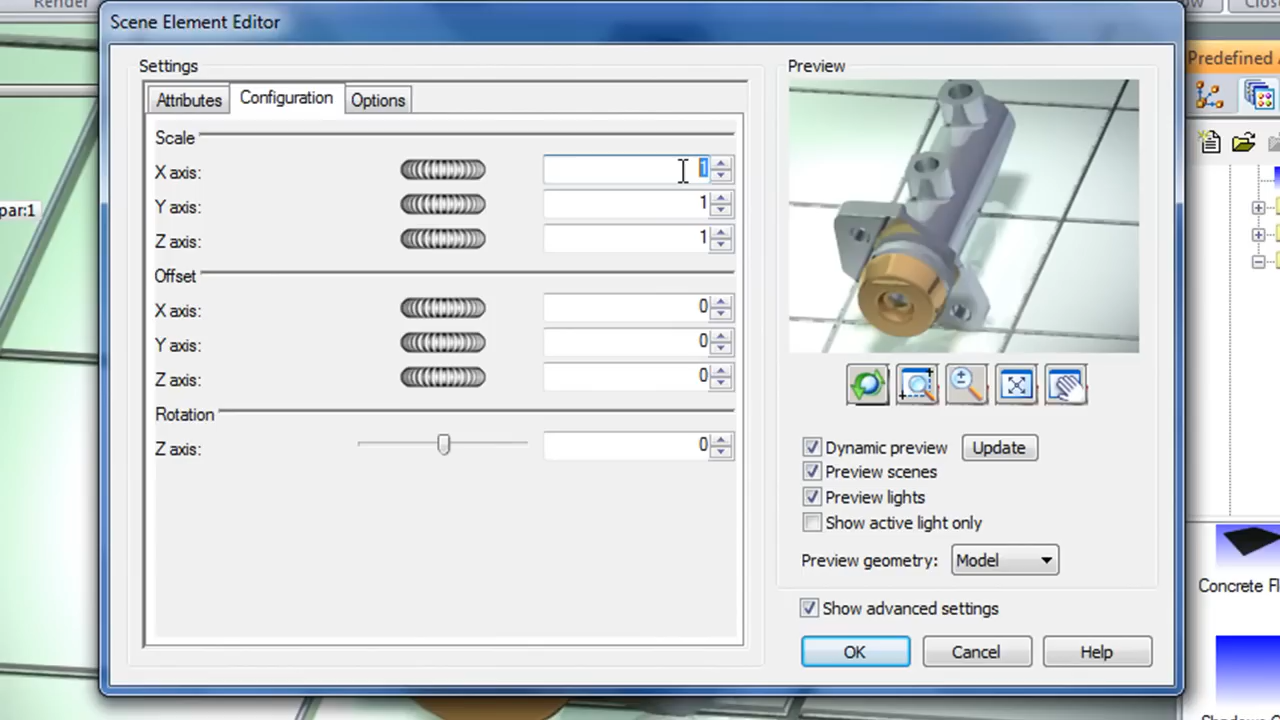 Render
Scene Element Editor
Settings
Attributes
Configuration
Options
Scale
X axis:
1
Y axis:
1
Z axis:
1
Offset
X axis:
0
Y axis:
0
Z axis:
0
Rotation
Z axis:
0
Preview
Dynamic preview
Update
Preview scenes
Preview lights
Show active light only
Preview geometry:
Model
Show advanced settings
OK
Cancel
Help
par:1
Predefined
Concrete Fl